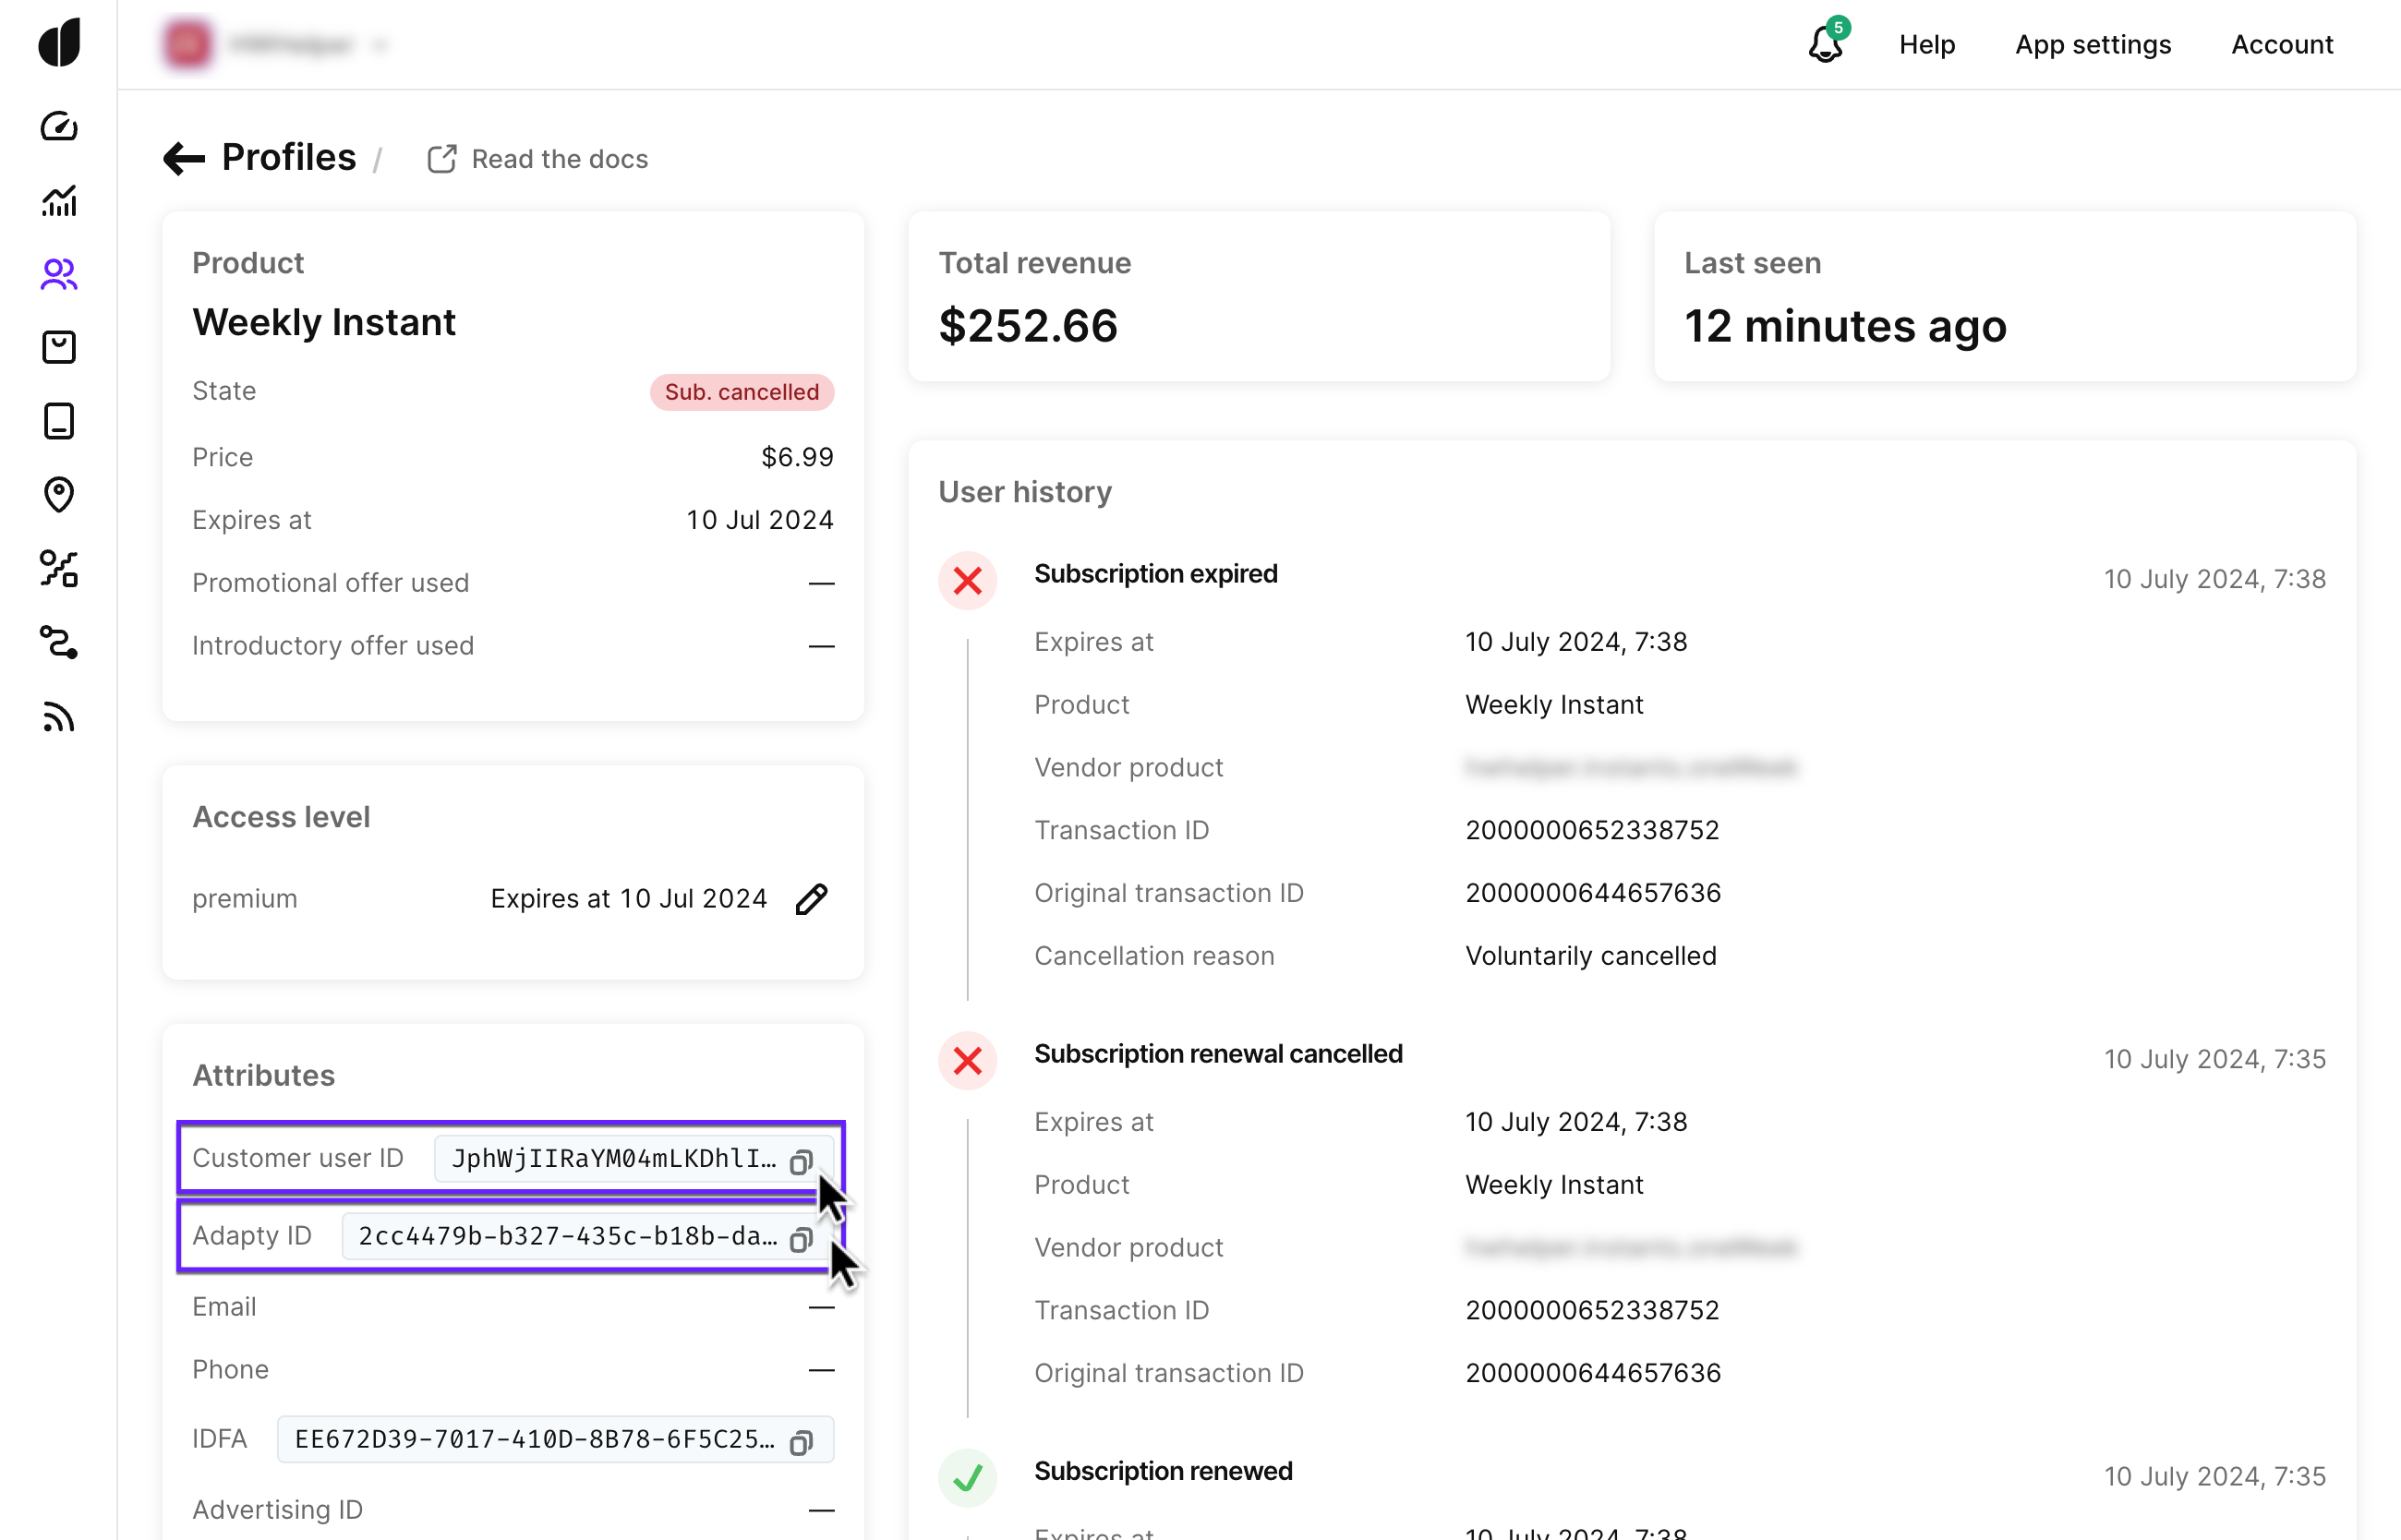 5
Help
App settings
Account
Profiles /
Read the docs
Product
Weekly Instant
State
Sub. cancelled
Price
$6.99
Expires at
10 Jul 2024
Promotional offer used
—
Introductory offer used
—
Access level
premium
Expires at 10 Jul 2024
Attributes
Customer user ID
JphWjIIRaYM04mLKDhlI…
Adapty ID
2cc4479b-b327-435c-b18b-da…
Email
—
Phone
—
IDFA
EE672D39-7017-410D-8B78-6F5C25…
Advertising ID
—
Total revenue
$252.66
Last seen
12 minutes ago
User history
Subscription expired
10 July 2024, 7:38
Expires at
10 July 2024, 7:38
Product
Weekly Instant
Vendor product
Transaction ID
2000000652338752
Original transaction ID
2000000644657636
Cancellation reason
Voluntarily cancelled
Subscription renewal cancelled
10 July 2024, 7:35
Expires at
10 July 2024, 7:38
Product
Weekly Instant
Vendor product
Transaction ID
2000000652338752
Original transaction ID
2000000644657636
Subscription renewed
10 July 2024, 7:35
Expires at
10 July 2024, 7:38